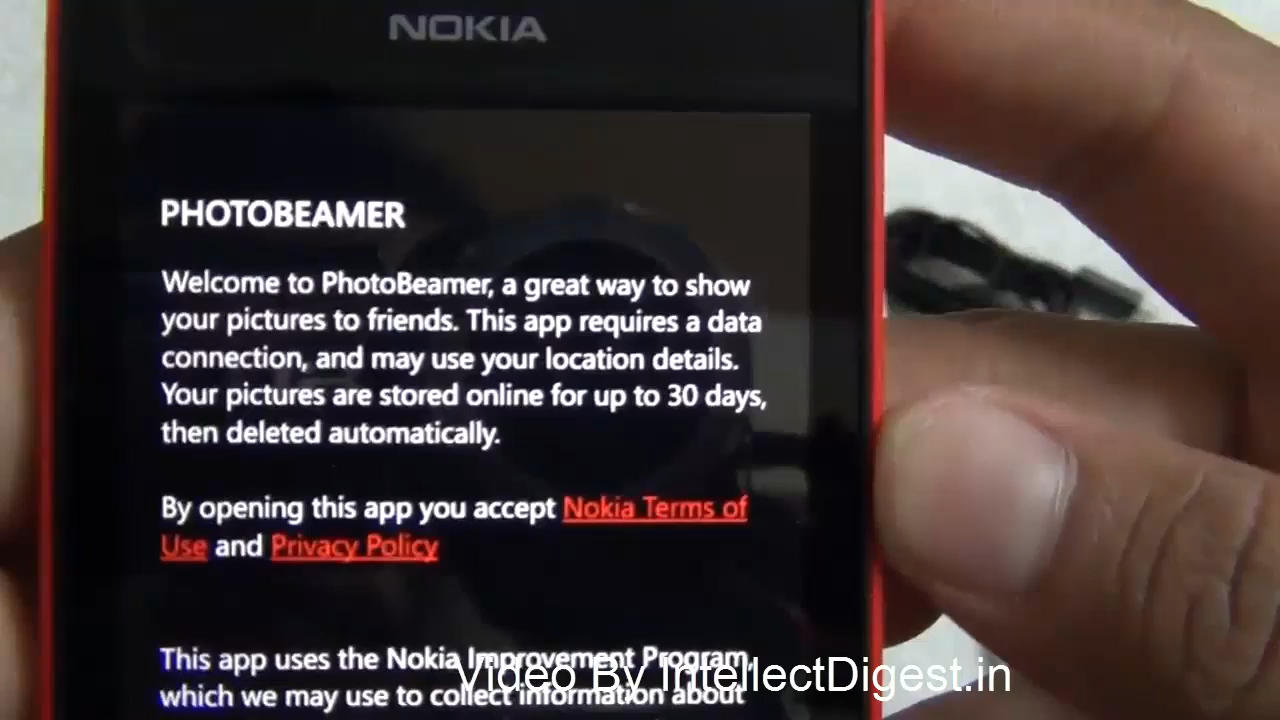 NOKIA
PHOTOBEAMER
Welcome to PhotoBeamer, a great way to show
your pictures to friends. This app requires a data
connection, and may use your location details.
Your pictures are stored online for up to 30 days,
then deleted automatically.
By opening this app you accept Nokia Terms of
Use and Privacy Policy
This app uses the Nokia Improvement Program,
which we may use to collect information about
Video By IntellectDigest.in